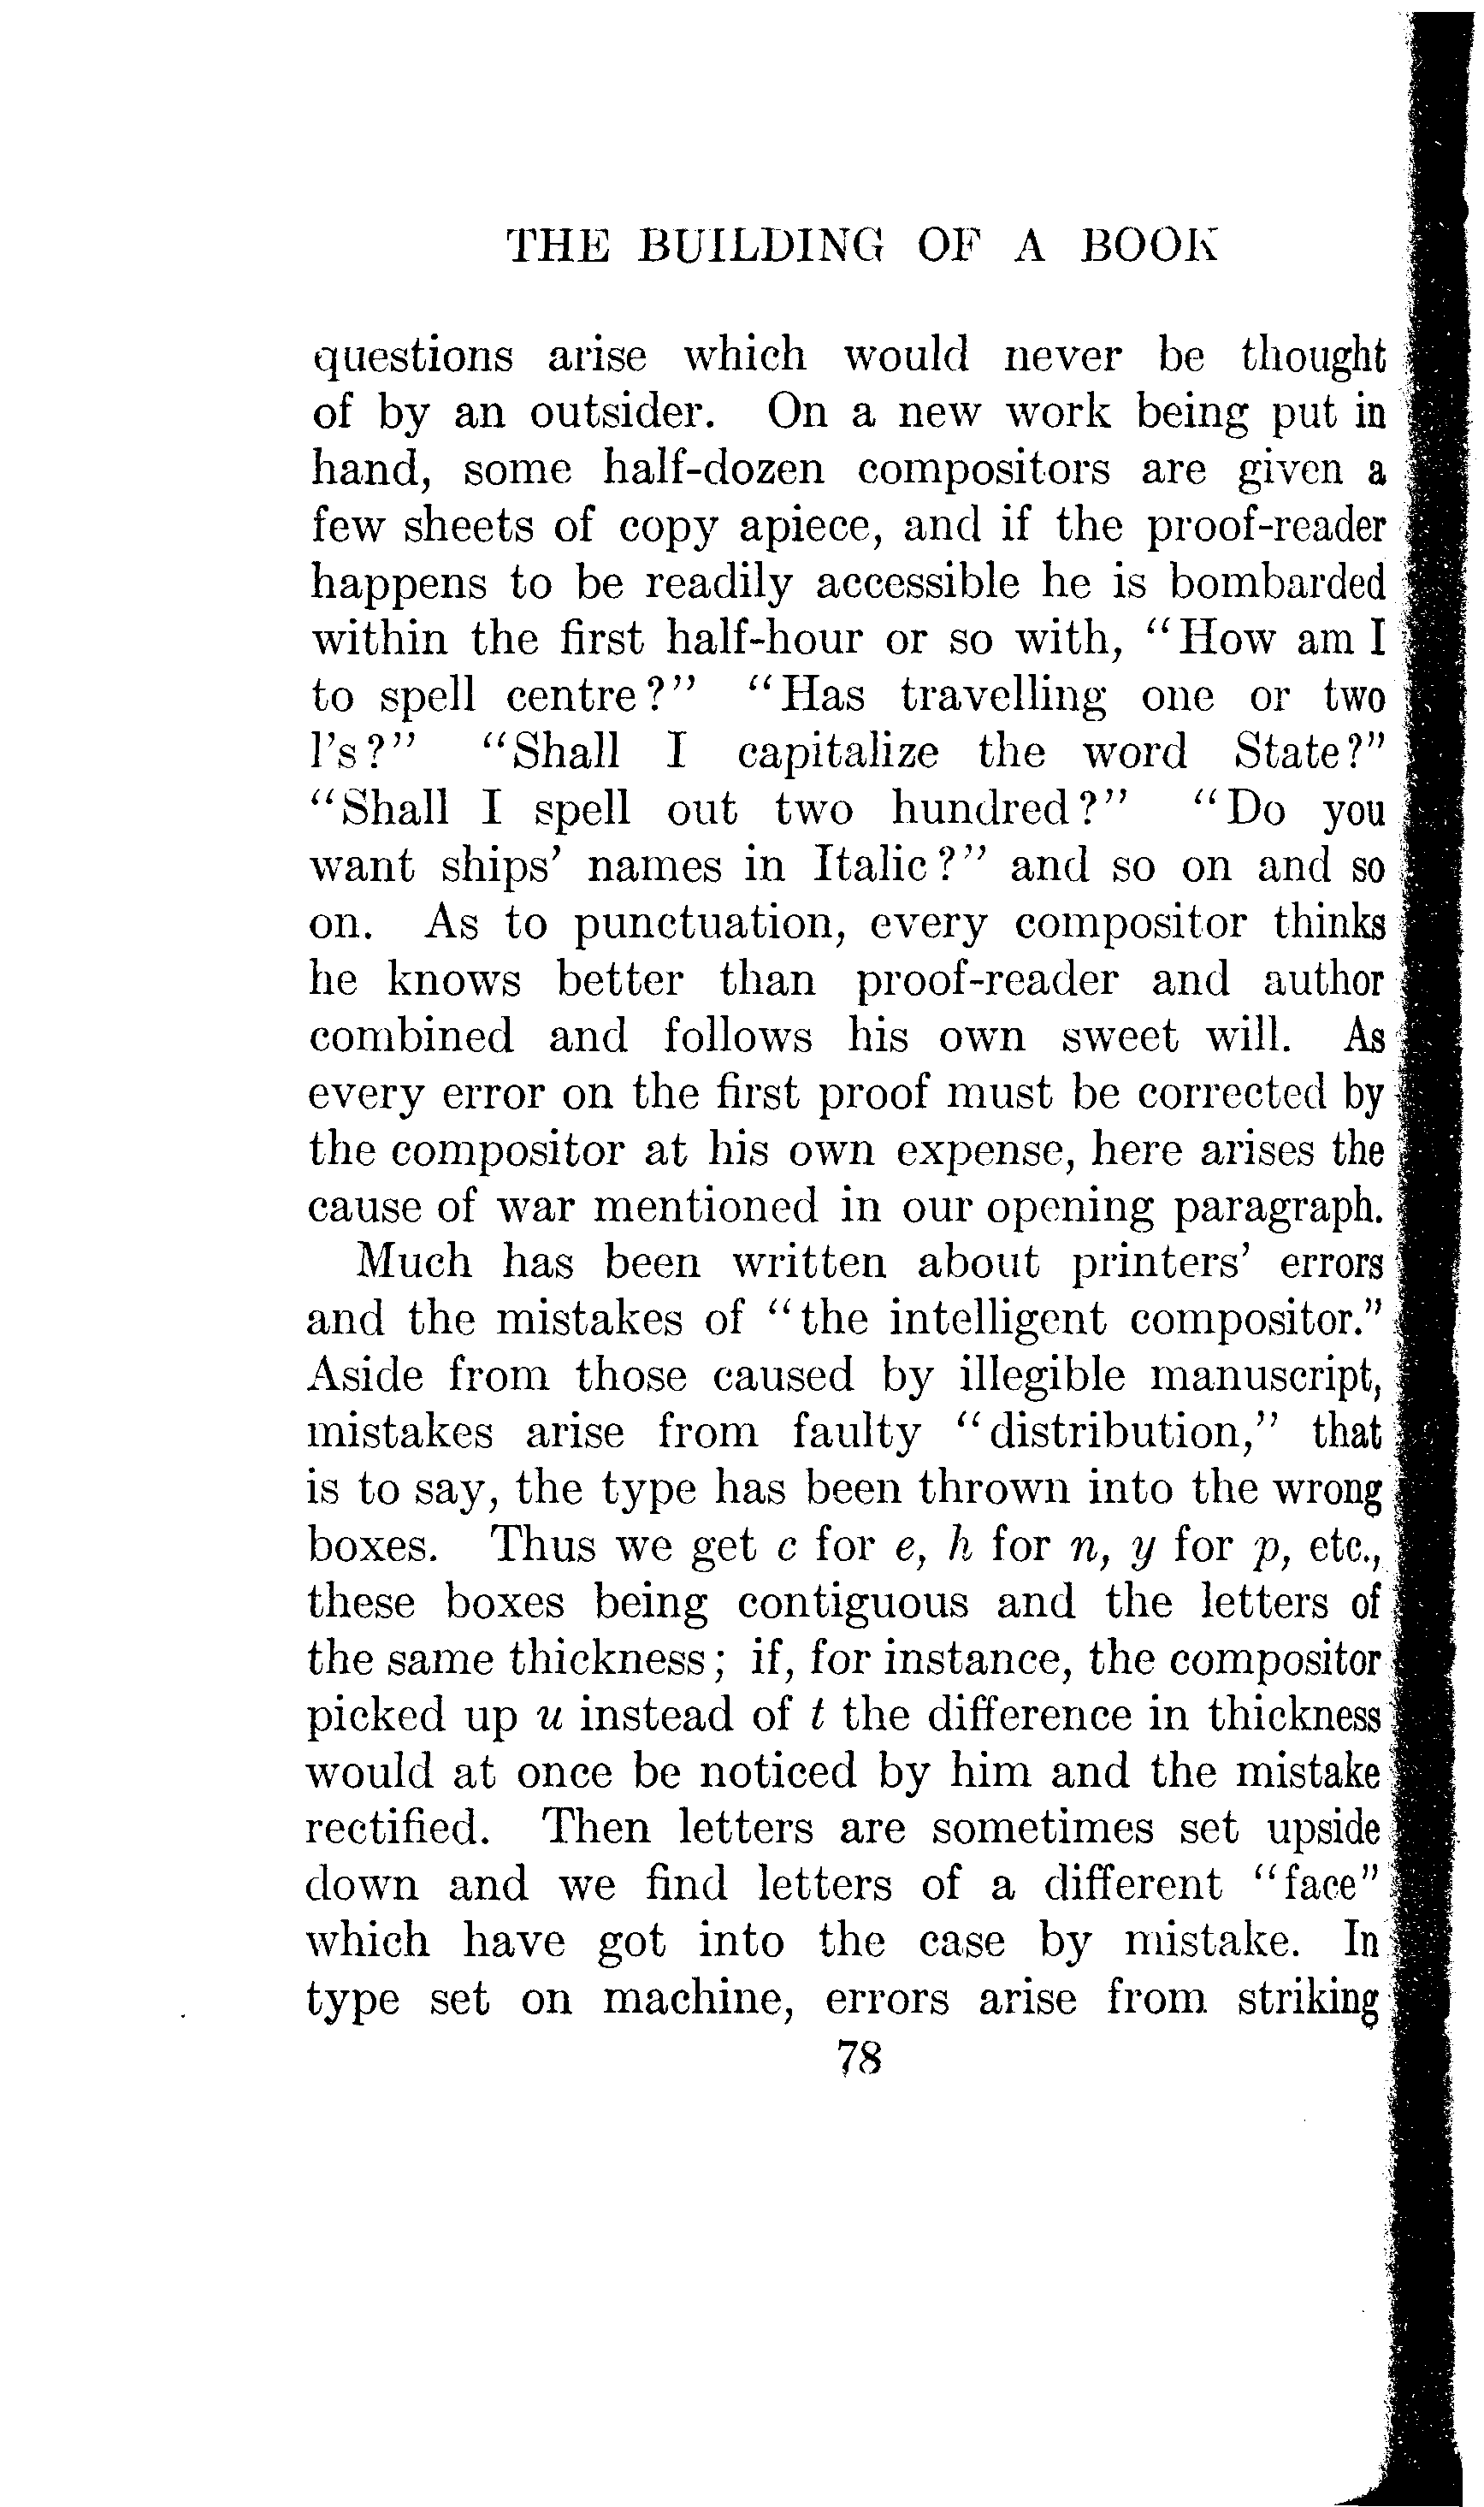 THE BUILDING OF A BOOK
questions arise which would never be thought
of by an outsider. On a new work being put in
hand, some half-dozen compositors are given a
few sheets of copy apiece, and if the proof-reader
happens to be readily accessible he is bombarded
within the first half-hour or so with, "How am I
to spell centre?" "Has travelling one or two
l's?" "Shall I capitalize the word State?"
"Shall I spell out two hundred?" "Do you
want ships' names in Italic?" and so on and so
on. As to punctuation, every compositor thinks
he knows better than proof-reader and author
combined and follows his own sweet will. As
every error on the first proof must be corrected by
the compositor at his own expense, here arises the
cause of war mentioned in our opening paragraph.
Much has been written about printers' errors
and the mistakes of "the intelligent compositor."
Aside from those caused by illegible manuscript,
mistakes arise from faulty "distribution," that
is to say, the type has been thrown into the wrong
boxes. Thus we get c for e, h for n, y for p, etc.,
these boxes being contiguous and the letters of
the same thickness; if, for instance, the compositor
picked up u instead of t the difference in thickness
would at once be noticed by him and the mistake
rectified. Then letters are sometimes set upside
down and we find letters of a different "face"
which have got into the case by mistake. In
type set on machine, errors arise from striking
78